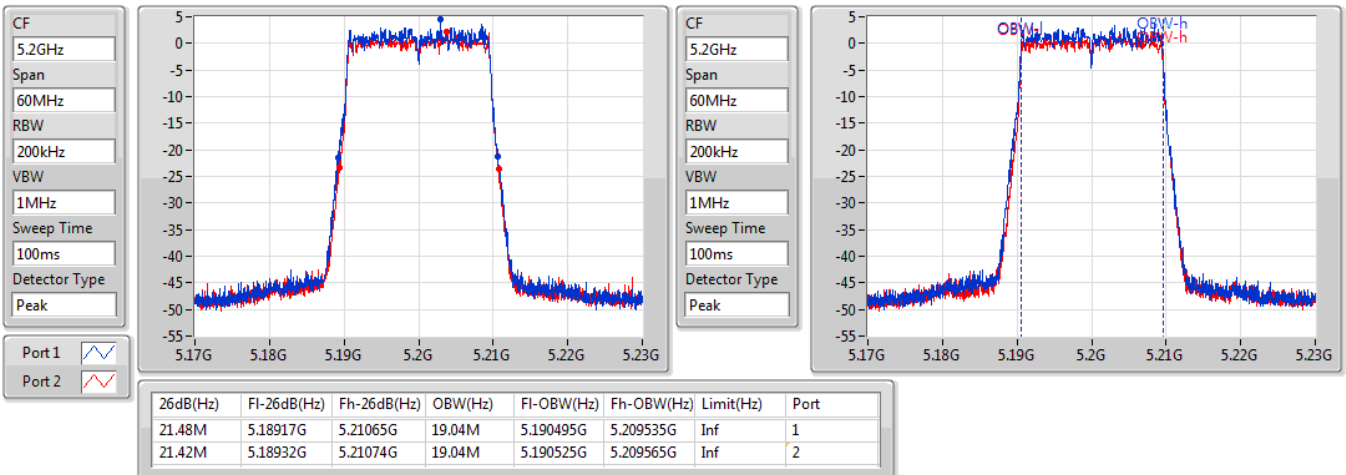 CF
5.2GHz
Span
60MHz
RBW
200kHz
VBW
1MHz
Sweep Time
100ms
Detector Type
Peak
Port 1
Port 2
5
0
-5
-10
-15
-20
-25
-30
-35
-40
-45
-50
-55
5.17G 5.18G 5.19G 5.2G 5.21G 5.22G 5.23G
CF
5.2GHz
Span
60MHz
RBW
200kHz
VBW
1MHz
Sweep Time
100ms
Detector Type
Peak
5
0
-5
-10
-15
-20
-25
-30
-35
-40
-45
-50
-55
OBW-l
OBW-h
OBW-h
5.17G 5.18G 5.19G 5.2G 5.21G 5.22G 5.23G
26dB(Hz) Fl-26dB(Hz) Fh-26dB(Hz) OBW(Hz) Fl-OBW(Hz) Fh-OBW(Hz) Limit(Hz) Port
21.48M 5.18917G 5.21065G 19.04M 5.190495G 5.209535G Inf 1
21.42M 5.18932G 5.21074G 19.04M 5.190525G 5.209565G Inf 2